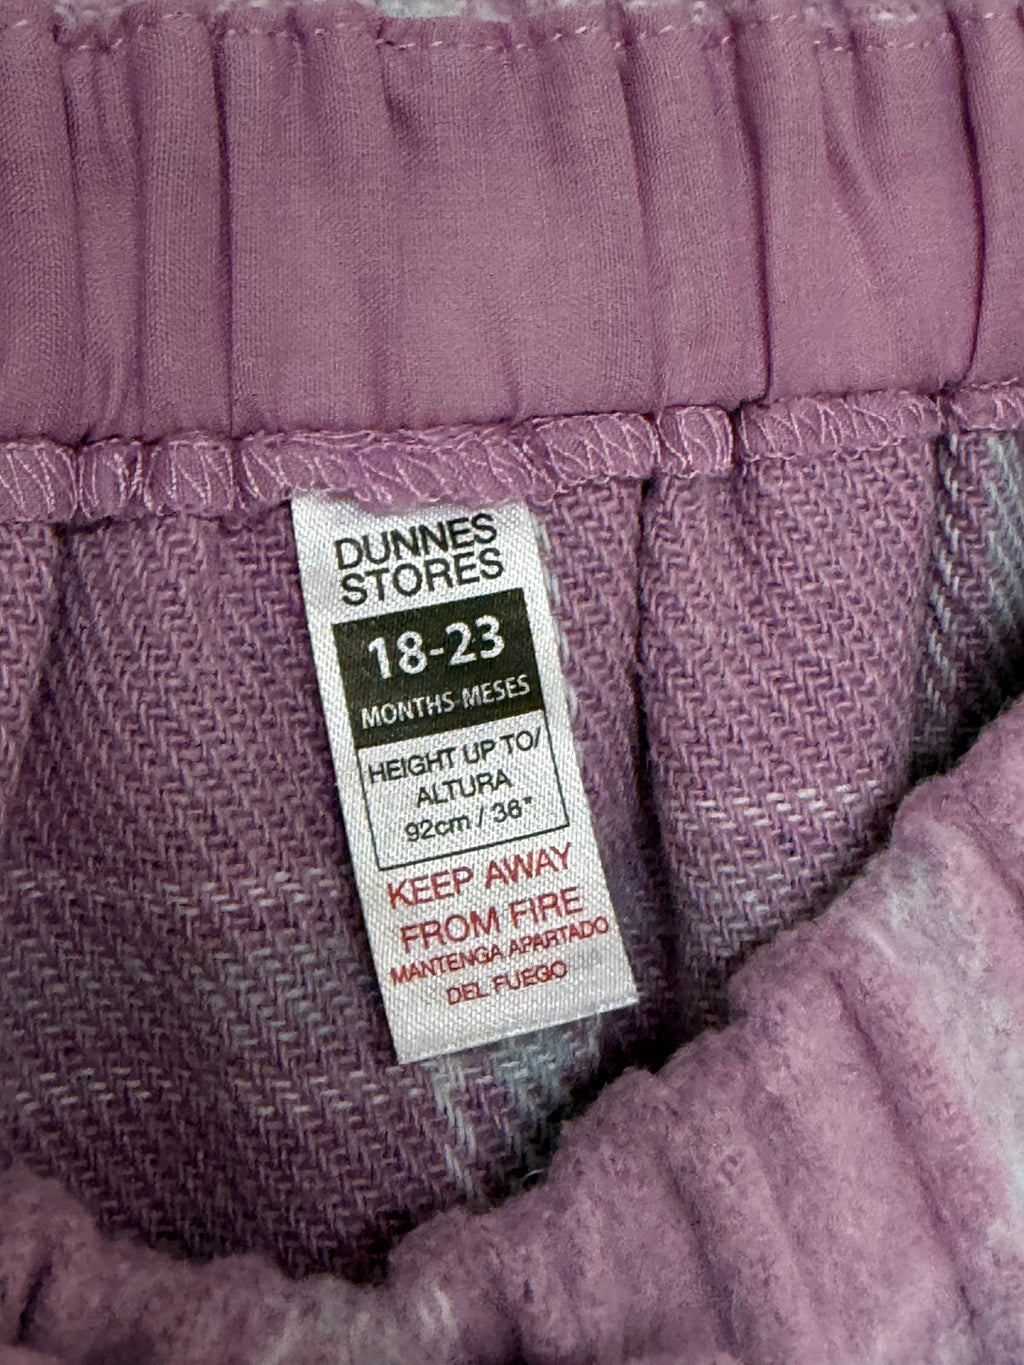 DUNNES
STORES
18-23
MONTHS-MESES
HEIGHT UP TO/
ALTURA
92cm / 36"
KEEP AWAY
FROM FIRE
MANTENGA APARTADO
DEL FUEGO